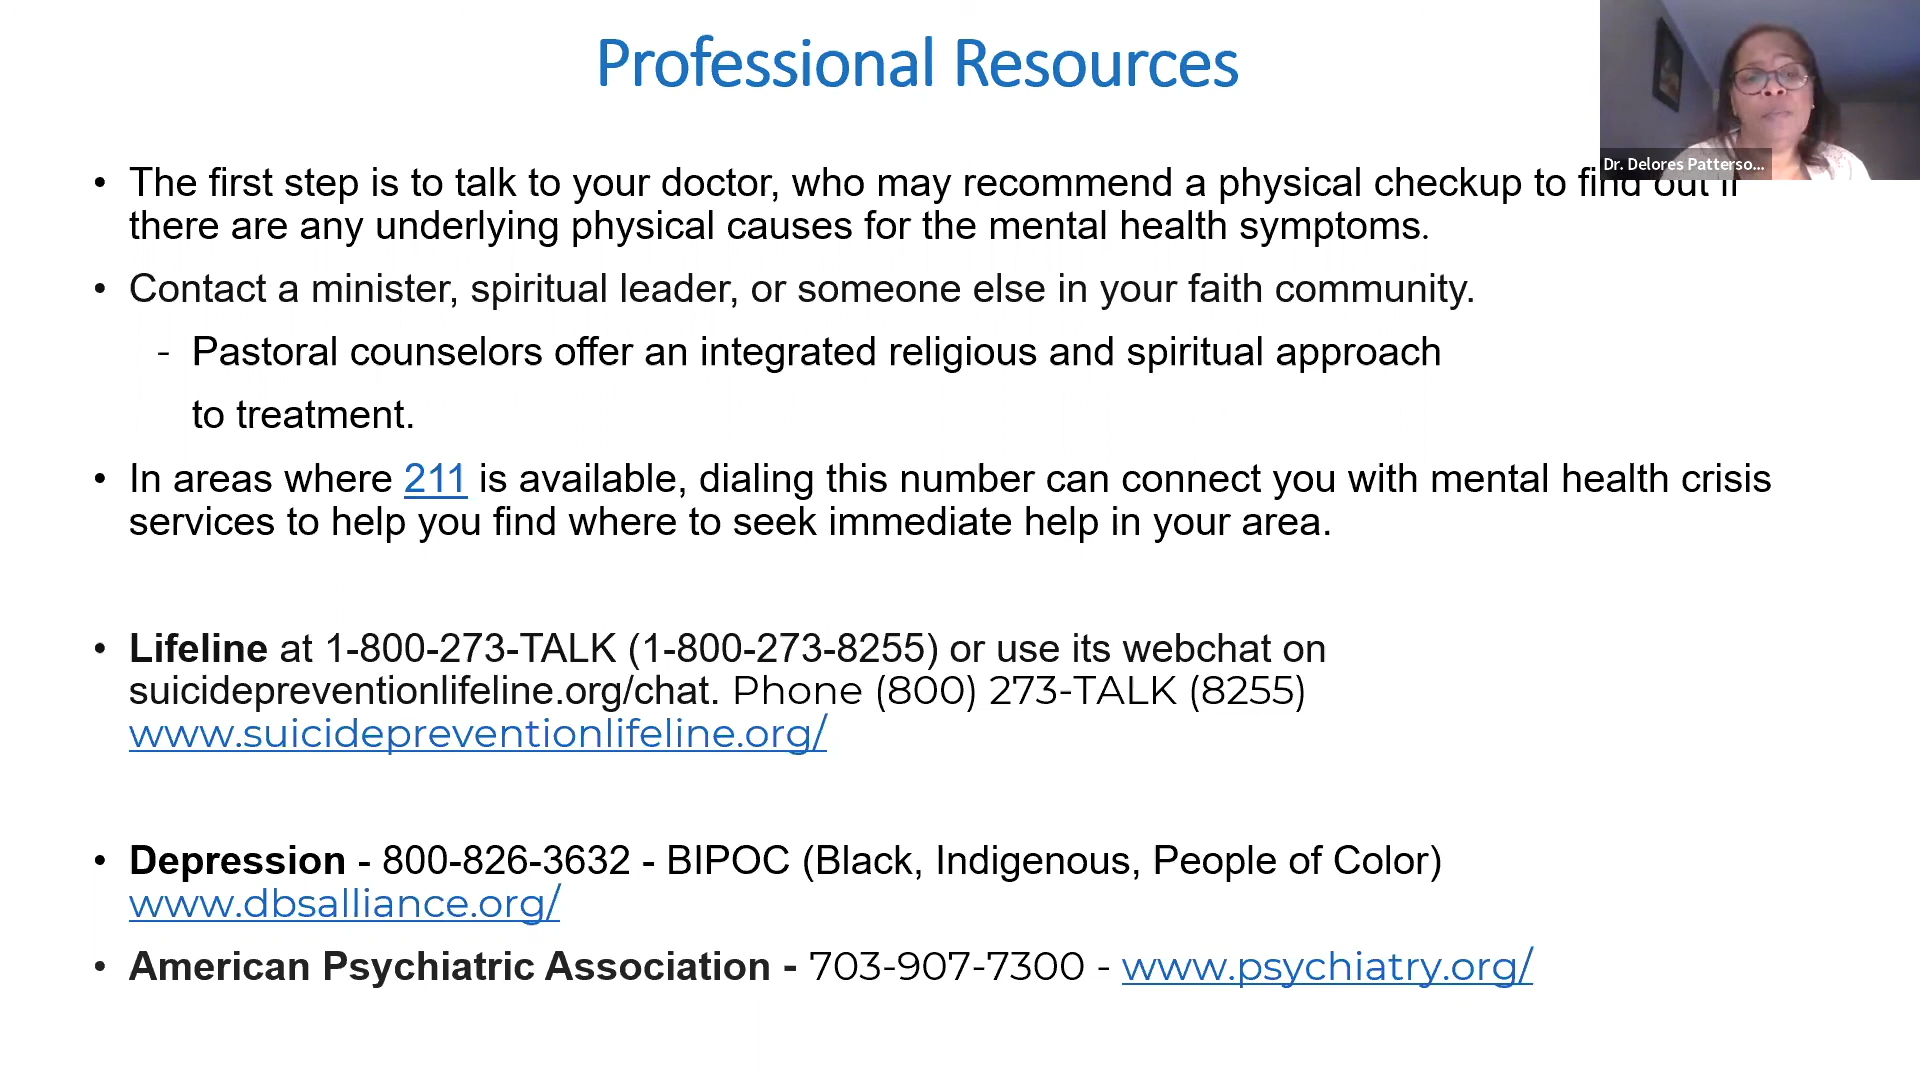 Professional Resources
Dr. Delores Patterso...
• The first step is to talk to your doctor, who may recommend a physical checkup to find out if
there are any underlying physical causes for the mental health symptoms.
• Contact a minister, spiritual leader, or someone else in your faith community.
- Pastoral counselors offer an integrated religious and spiritual approach
to treatment.
• In areas where 211 is available, dialing this number can connect you with mental health crisis
services to help you find where to seek immediate help in your area.
• Lifeline at 1-800-273-TALK (1-800-273-8255) or use its webchat on
suicidepreventionlifeline.org/chat. Phone (800) 273-TALK (8255)
www.suicidepreventionlifeline.org/
• Depression - 800-826-3632 - BIPOC (Black, Indigenous, People of Color)
www.dbsalliance.org/
• American Psychiatric Association - 703-907-7300 - www.psychiatry.org/